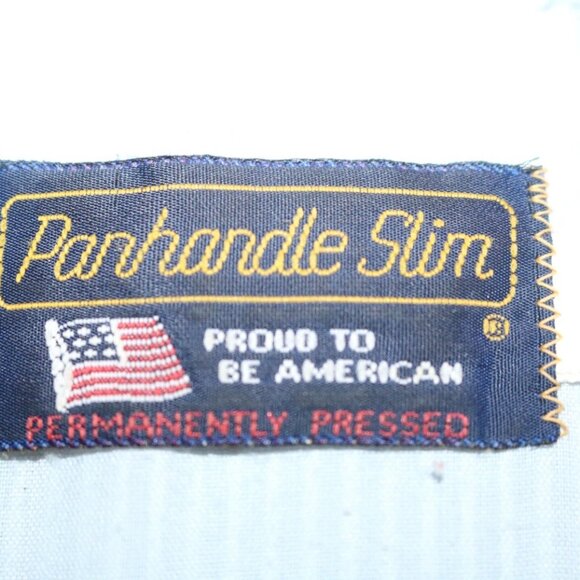 Panhandle Slim
®
PROUD TO
BE AMERICAN
PERMANENTLY PRESSED